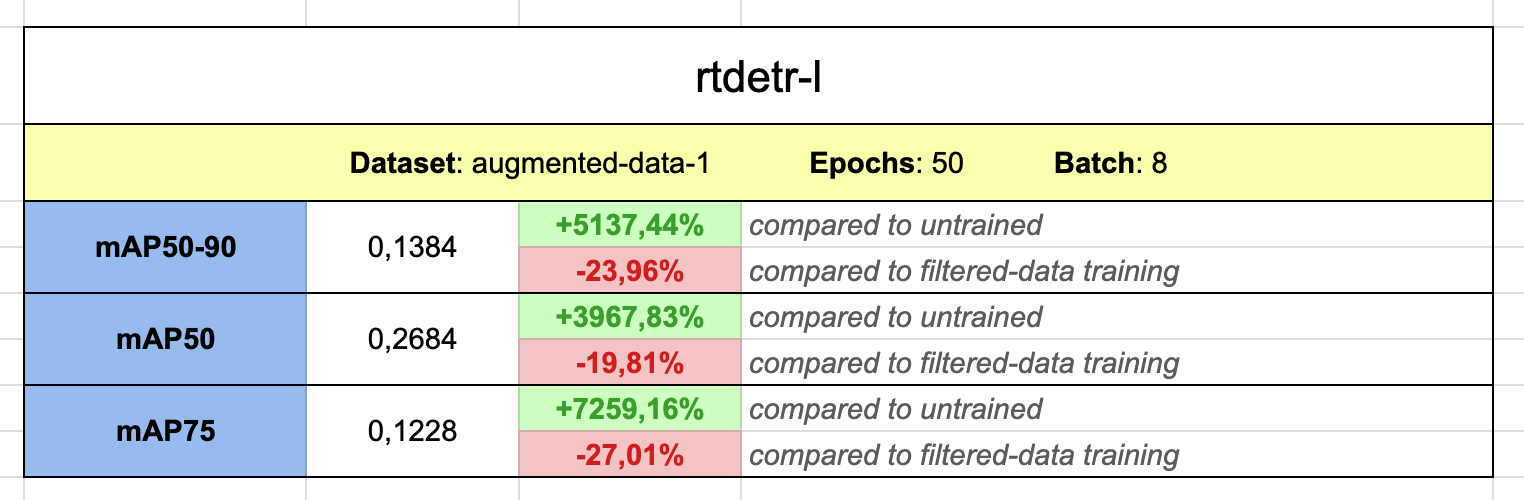 rtdetr-l
Dataset: augmented-data-1 Epochs: 50 Batch: 8
mAP50-90 0,1384 +5137,44% compared to untrained
-23,96% compared to filtered-data training
mAP50 0,2684 +3967,83% compared to untrained
-19,81% compared to filtered-data training
mAP75 0,1228 +7259,16% compared to untrained
-27,01% compared to filtered-data training